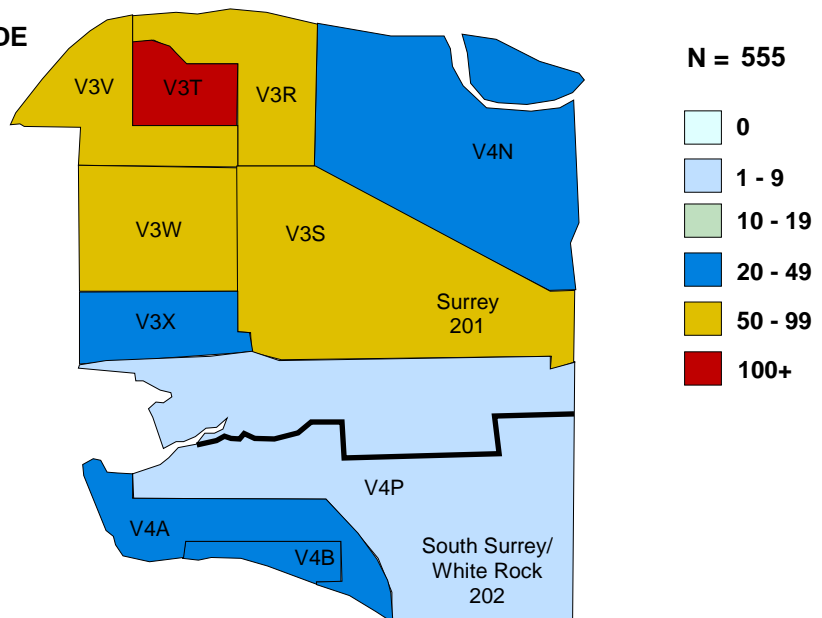 DE
N = 555
0
1 - 9
10 - 19
20 - 49
50 - 99
100+
V3V
V3T
V3R
V4N
V3W
V3S
Surrey
201
V3X
V4P
V4A
V4B
South Surrey/
White Rock
202